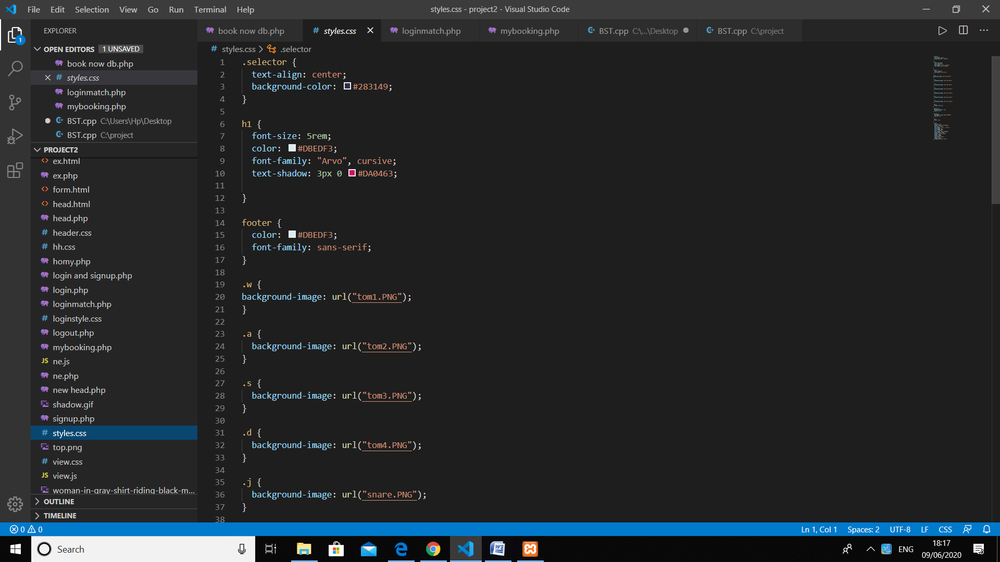 File Edit Selection View Go Run Terminal Help
styles.css - project2 - Visual Studio Code
EXPLORER
OPEN EDITORS 1 UNSAVED
book now db.php
styles.css
loginmatch.php
mybooking.php
BST.cpp C:\Users\Hp\Desktop
BST.cpp C:\project
PROJECT2
ex.html
ex.php
form.html
head.html
head.php
header.css
hh.css
homy.php
login and signup.php
login.php
loginmatch.php
loginstyle.css
logout.php
mybooking.php
JS ne.js
ne.php
new head.php
shadow.gif
signup.php
styles.css
top.png
view.css
JS view.js
woman-in-gray-shirt-riding-black-m...
OUTLINE
TIMELINE
book now db.php # styles.css loginmatch.php mybooking.php BST.cpp C:\...\Desktop BST.cpp C:\project
# styles.css > .selector
1 .selector {
2 text-align: center;
3 background-color: #283149;
4 }
5
6 h1 {
7 font-size: 5rem;
8 color: #DBEDF3;
9 font-family: "Arvo", cursive;
10 text-shadow: 3px 0 #DA0463;
11
12 }
13
14 footer {
15 color: #DBEDF3;
16 font-family: sans-serif;
17 }
18
19 .w {
20 background-image: url("tom1.PNG");
21 }
22
23 .a {
24 background-image: url("tom2.PNG");
25 }
26
27 .s {
28 background-image: url("tom3.PNG");
29 }
30
31 .d {
32 background-image: url("tom4.PNG");
33 }
34
35 .j {
36 background-image: url("snare.PNG");
37 }
38
0 0
Ln 1, Col 1 Spaces: 2 UTF-8 LF CSS
Search
ENG
18:17
09/06/2020